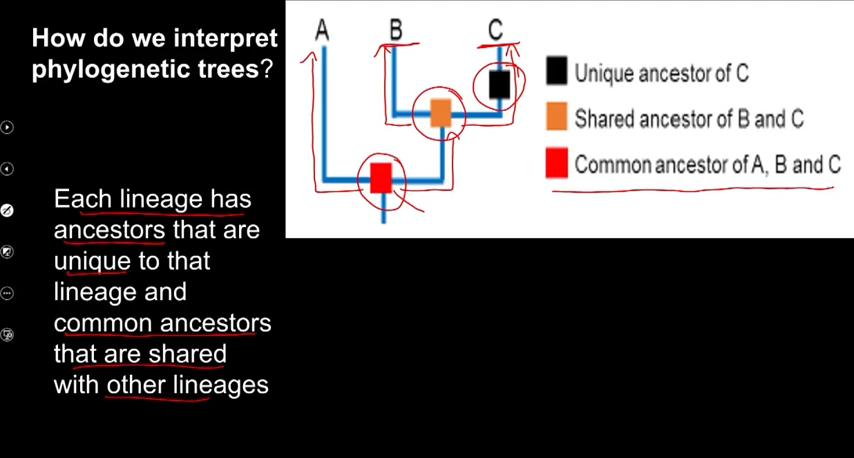 How do we interpret
phylogenetic trees?
A B C
Unique ancestor of C
Shared ancestor of B and C
Common ancestor of A, B and C
Each lineage has
ancestors that are
unique to that
lineage and
common ancestors
that are shared
with other lineages